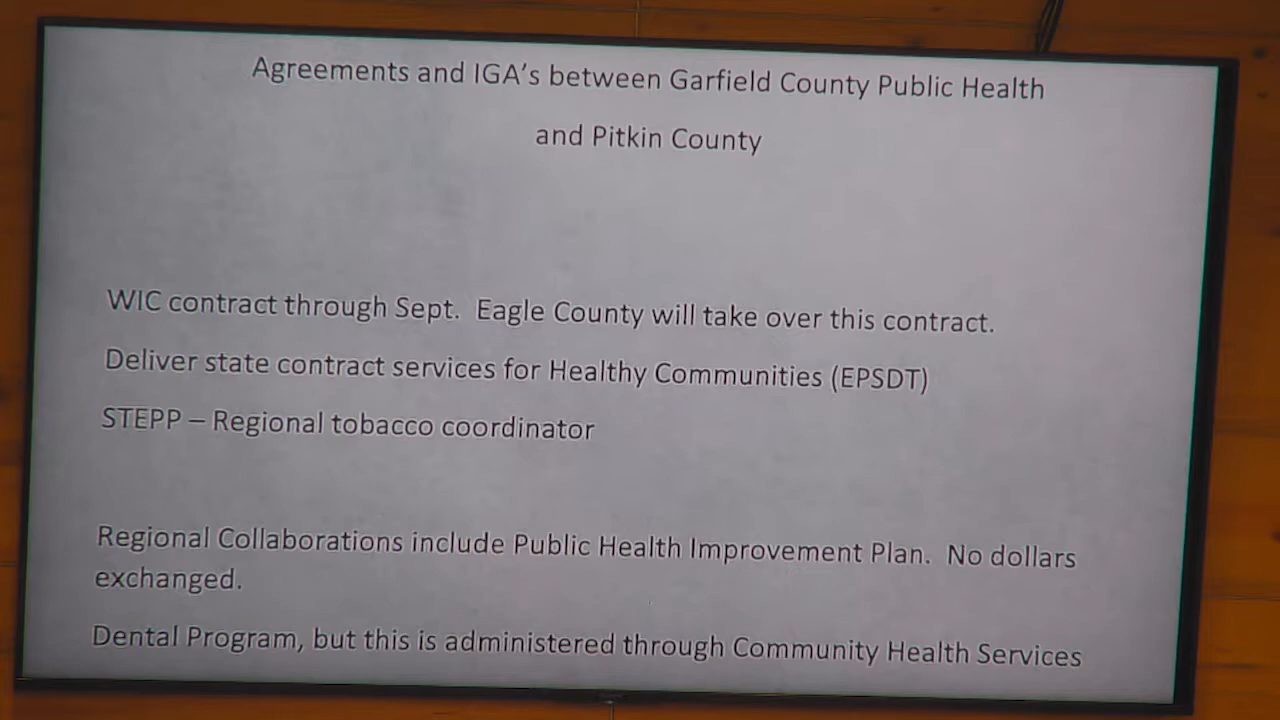 Agreements and IGA's between Garfield County Public Health
and Pitkin County
WIC contract through Sept.  Eagle County will take over this contract.
Deliver state contract services for Healthy Communities (EPSDT)
STEPP – Regional tobacco coordinator
Regional Collaborations include Public Health Improvement Plan.  No dollars
exchanged.
Dental Program, but this is administered through Community Health Services